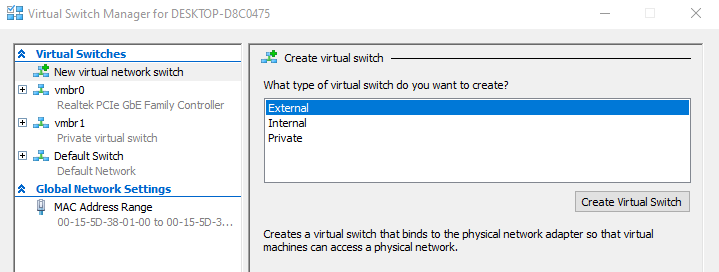 Virtual Switch Manager for DESKTOP-D8C0475
Virtual Switches
New virtual network switch
vmbr0
Realtek PCIe GbE Family Controller
vmbr1
Private virtual switch
Default Switch
Default Network
Global Network Settings
MAC Address Range
00-15-5D-38-01-00 to 00-15-5D-3...
Create virtual switch
What type of virtual switch do you want to create?
External
Internal
Private
Create Virtual Switch
Creates a virtual switch that binds to the physical network adapter so that virtual
machines can access a physical network.